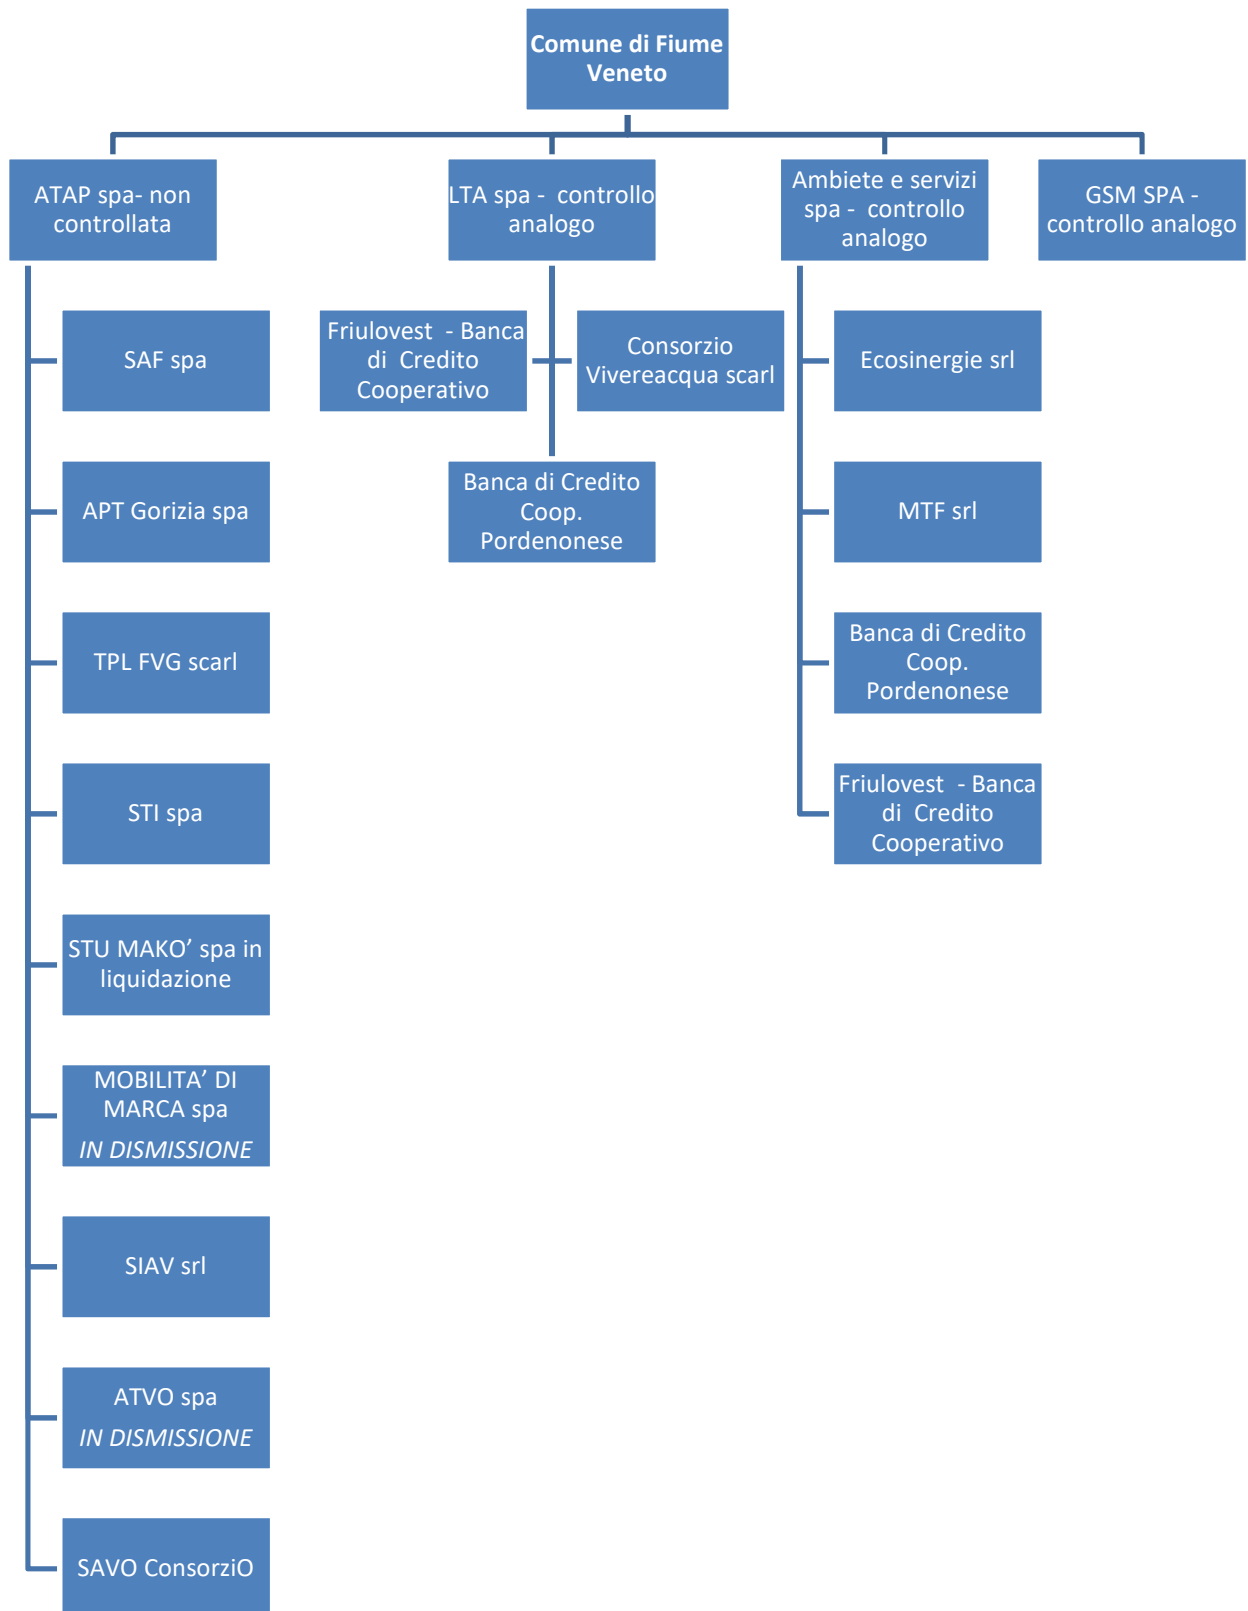 Comune di Fiume
Veneto
ATAP spa- non
controllata
LTA spa -  controllo
analogo
Ambiete e servizi
spa -  controllo
analogo
GSM SPA -
controllo analogo
SAF spa
APT Gorizia spa
TPL FVG scarl
STI spa
STU MAKO’ spa in
liquidazione
MOBILITA’ DI
MARCA spa
IN DISMISSIONE
SIAV srl
ATVO spa
IN DISMISSIONE
SAVO ConsorziO
Friulovest  - Banca
di  Credito
Cooperativo
Consorzio
Vivereacqua scarl
Banca di Credito
Coop.
Pordenonese
Ecosinergie srl
MTF srl
Banca di Credito
Coop.
Pordenonese
Friulovest  - Banca
di  Credito
Cooperativo